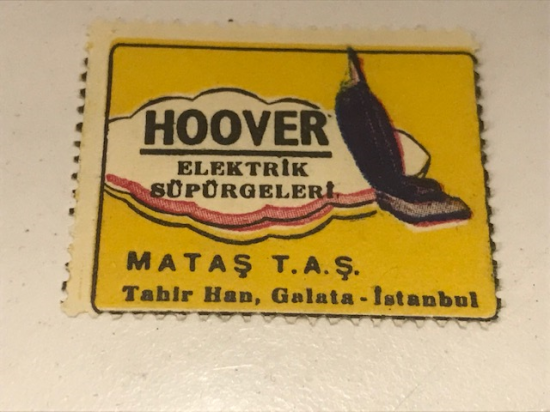 HOOVER
ELEKTRİK
SÜPÜRGELERİ
MATAŞ T.A.Ş.
Tahir Han, Galata - İstanbul